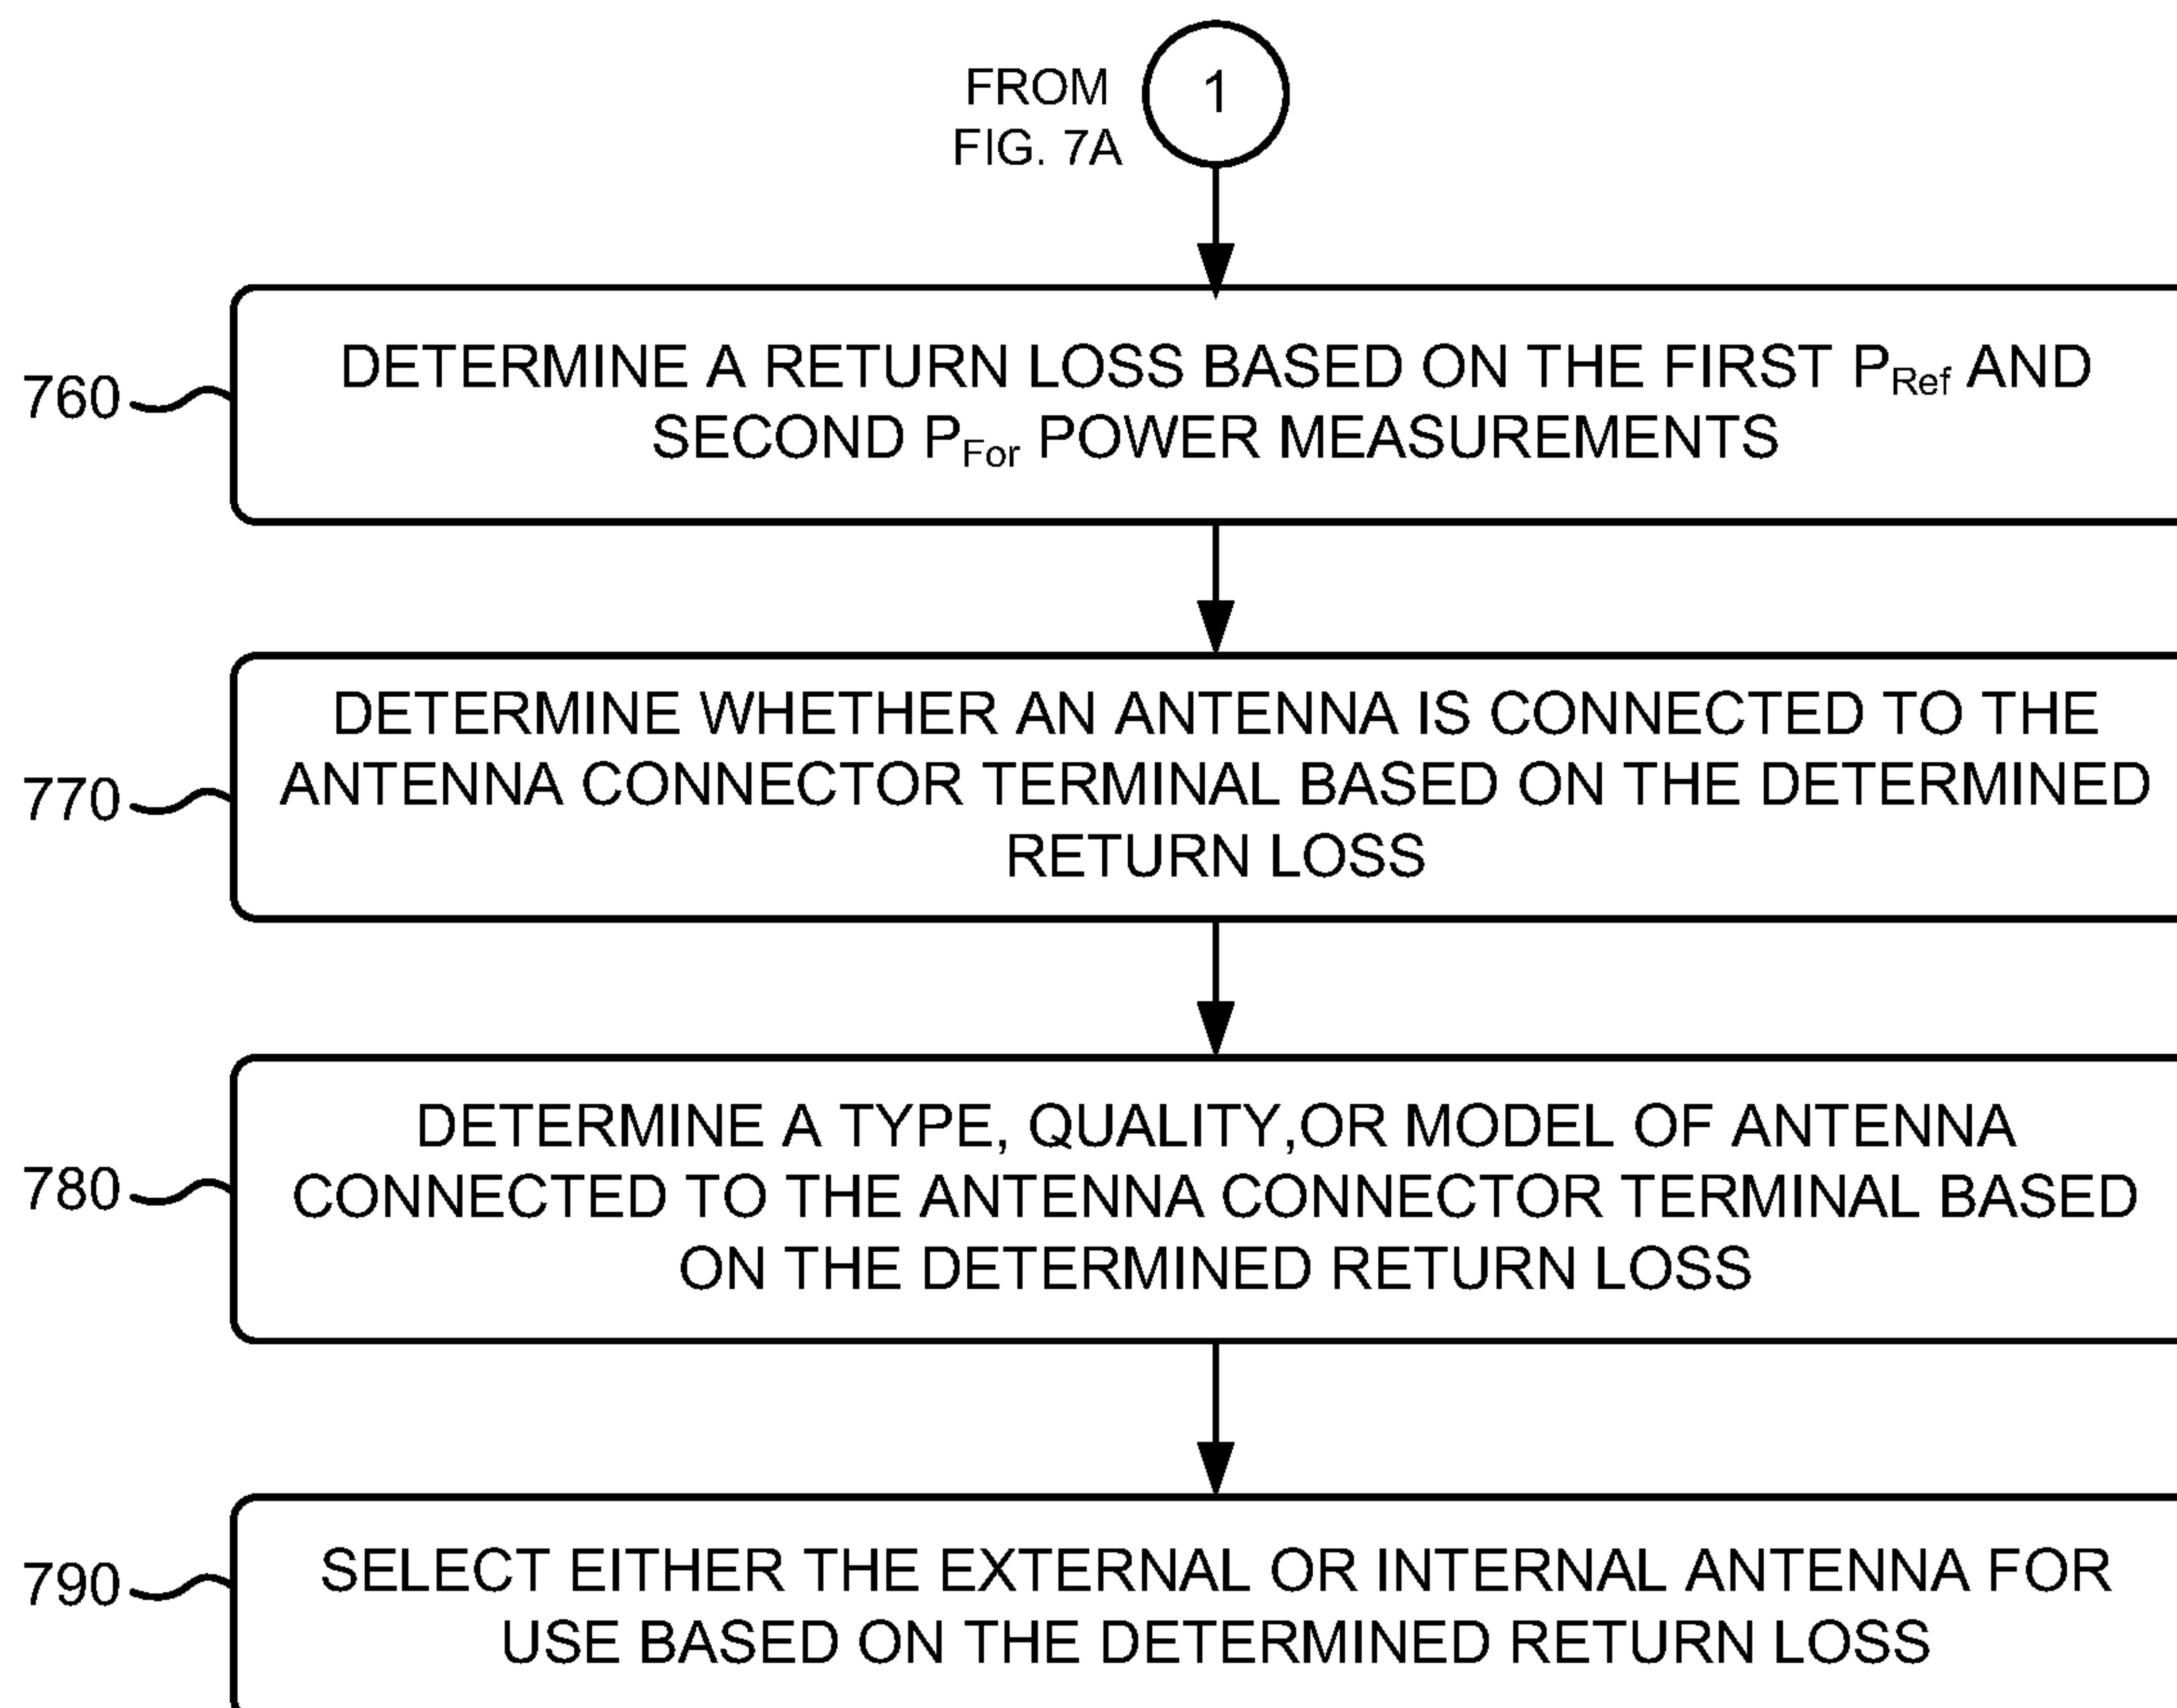 FROM
FIG. 7A
1
760
DETERMINE A RETURN LOSS BASED ON THE FIRST PRef AND
SECOND PFor POWER MEASUREMENTS
770
DETERMINE WHETHER AN ANTENNA IS CONNECTED TO THE
ANTENNA CONNECTOR TERMINAL BASED ON THE DETERMINED
RETURN LOSS
780
DETERMINE A TYPE, QUALITY,OR MODEL OF ANTENNA
CONNECTED TO THE ANTENNA CONNECTOR TERMINAL BASED
ON THE DETERMINED RETURN LOSS
790
SELECT EITHER THE EXTERNAL OR INTERNAL ANTENNA FOR
USE BASED ON THE DETERMINED RETURN LOSS